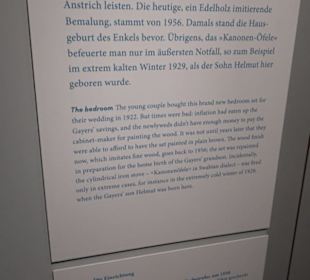 Anstrich leisten. Die heutige, ein Edelholz imitierende
Bemalung, stammt von 1956. Damals stand die Haus-
geburt des Enkels bevor. Übrigens, das »Kanonen-Öfele«
befeuerte man nur im äußersten Notfall, so zum Beispiel
im extrem kalten Winter 1929, als der Sohn Helmut hier
geboren wurde.
The bedroom The young couple bought this brand new bedroom set for
their wedding in 1922. But times were bad: inflation had eaten up the
Gayers' savings, and the newlyweds didn't have enough money to pay the
cabinet-maker for painting the wood. It was not until years later that they
were able to afford to have the set painted in plain brown. The wood finish
now, which imitates fine wood, goes back to 1956; the set was repainted
in preparation for the home birth of the Gayers' grandson. Incidentally,
the cylindrical iron stove – "Kanonenöfele" in Swabian dialect – was fired
only in extreme cases, for instance in the extremely cold winter of 1929,
when the Gayers' son Helmut was born here.
Einrichtung